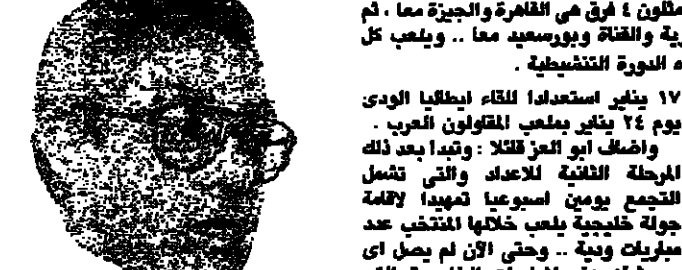 مثلون ٤ فرق هى القاهرة والجيزة معا ، ثم
رية والقناة وبورسعيد معا .. ويلعب كل
ه الدورة التنشيطية .
١٧ يناير استعدادا للقاء ايطاليا الودى
يوم ٢٤ يناير بملعب المقاولون العرب .
واضاف ابو العز قائلا : وتبدا بعد ذلك
المرحلة الثانية للاعداد والتى تشمل
التجمع يومين اسبوعيا تمهيدا لاقامة
جولة خليجية يلعب خلالها المنتخب عدد
مباريات ودية .. وحتى الآن لم يصل اى